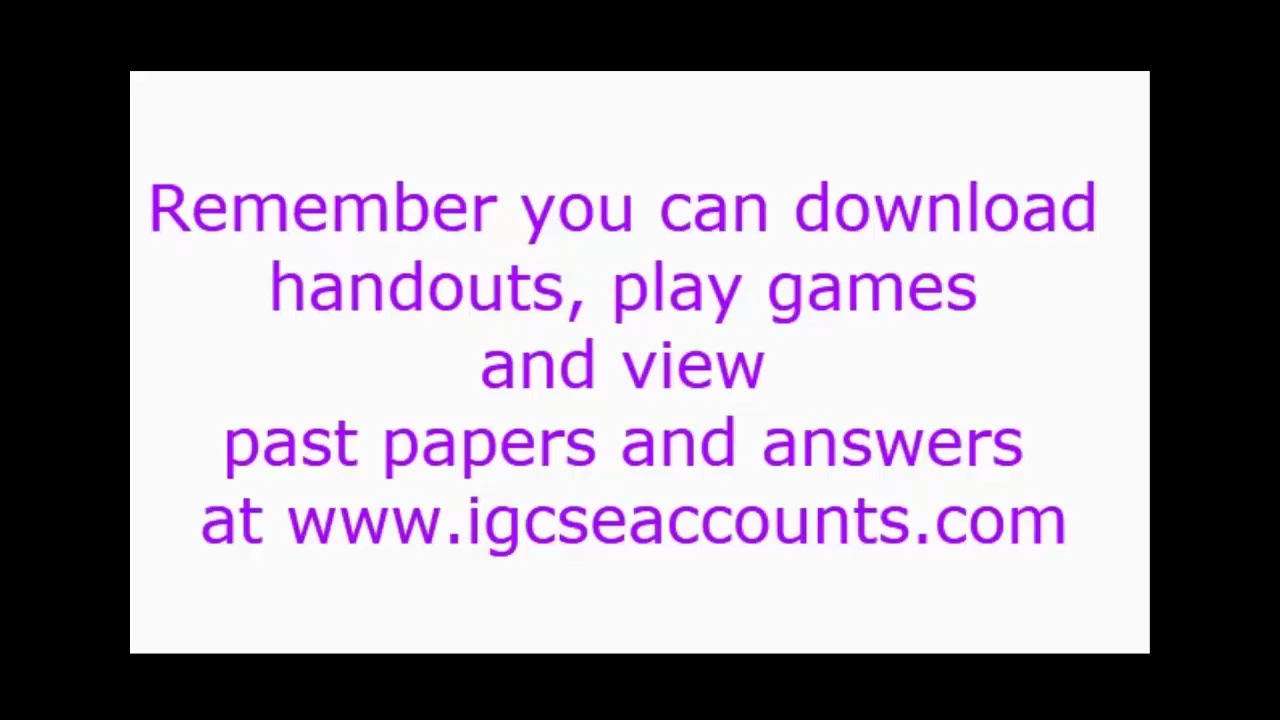 Remember you can download
handouts, play games
and view
past papers and answers
at www.igcseaccounts.com